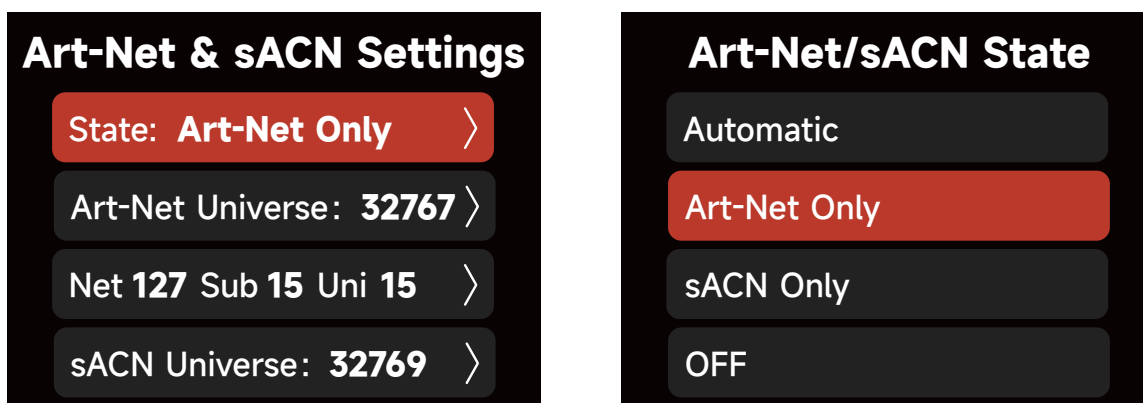 Art-Net & sACN Settings
State: Art-Net Only
Art-Net Universe: 32767
Net 127 Sub 15 Uni 15
sACN Universe: 32769
Art-Net/sACN State
Automatic
Art-Net Only
sACN Only
OFF